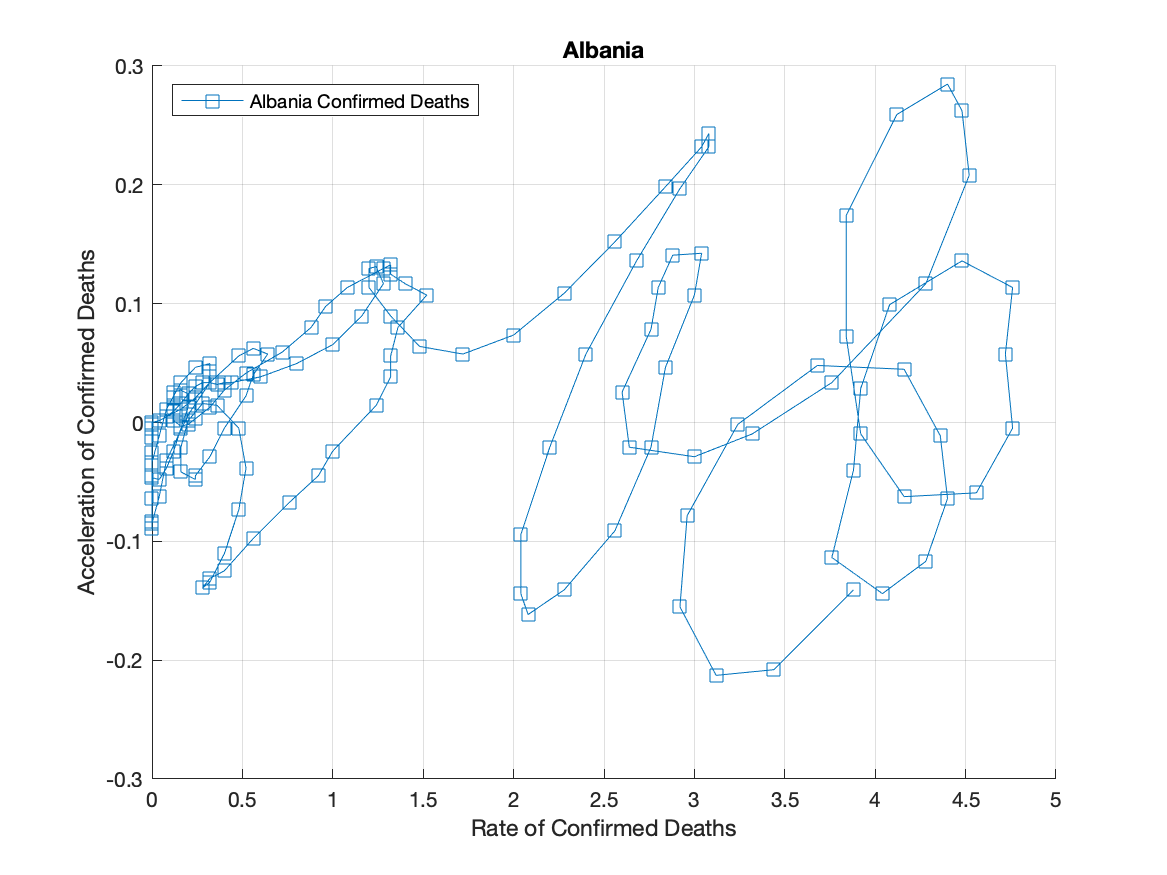 Albania
0.3
Albania Confirmed Deaths
0.2
0.1
0
-0.1
-0.2
-0.3
Acceleration of Confirmed Deaths
0 0.5 1 1.5 2 2.5 3 3.5 4 4.5 5
Rate of Confirmed Deaths